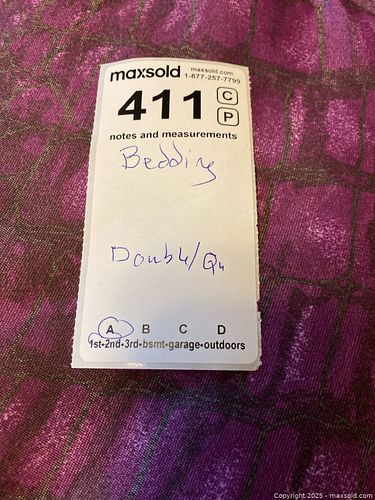 maxsold maxsold.com
1-877-257-7799
411 C
P
notes and measurements
Bedding
Double/Qu
A B C D
1st•2nd•3rd•bsmt•garage•outdoors
Copyright 2025 - maxsold.com